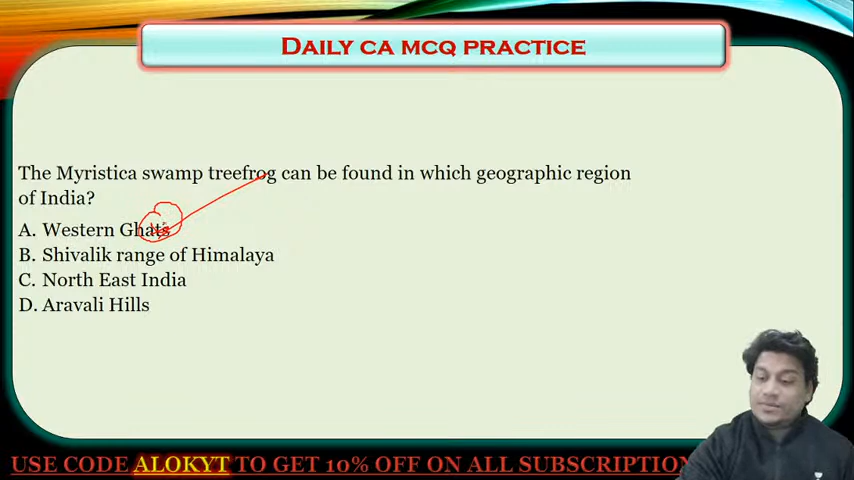 DAILY CA MCQ PRACTICE
The Myristica swamp treefrog can be found in which geographic region
of India?
A. Western Ghats
B. Shivalik range of Himalaya
C. North East India
D. Aravali Hills
USE CODE ALOKYT TO GET 10% OFF ON ALL SUBSCRIPTION